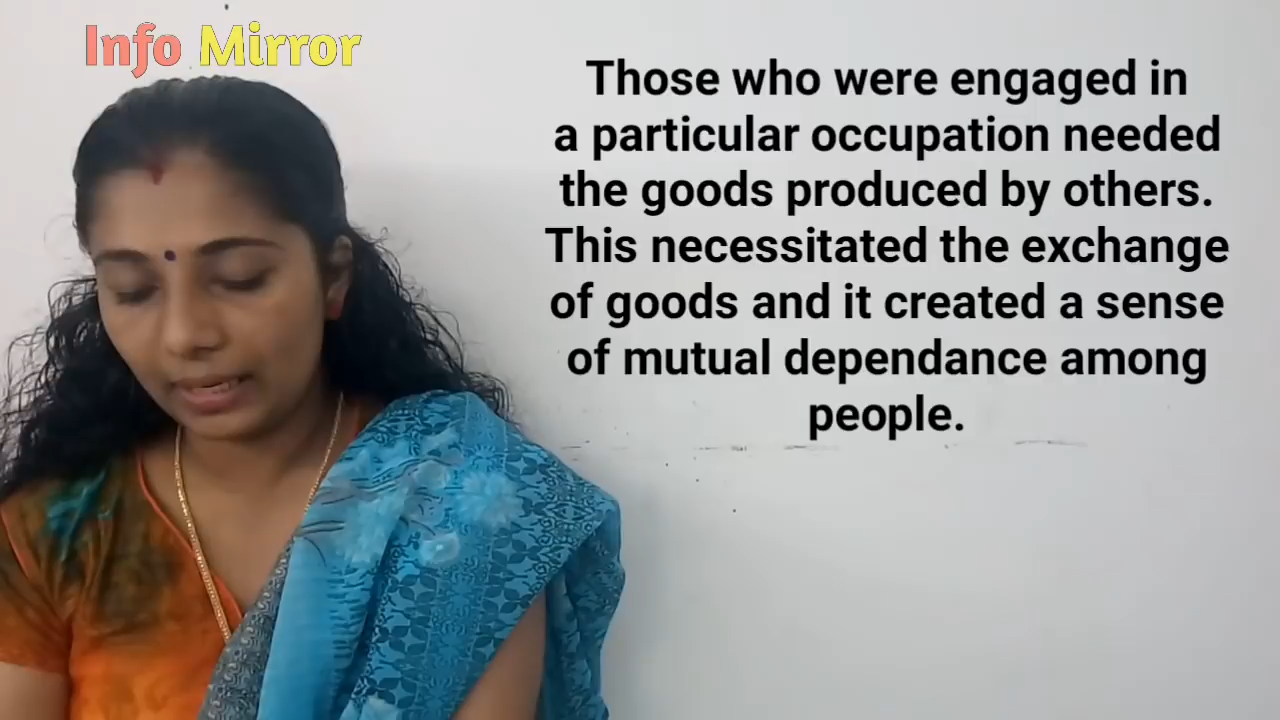 Info Mirror
Those who were engaged in
a particular occupation needed
the goods produced by others.
This necessitated the exchange
of goods and it created a sense
of mutual dependance among
people.